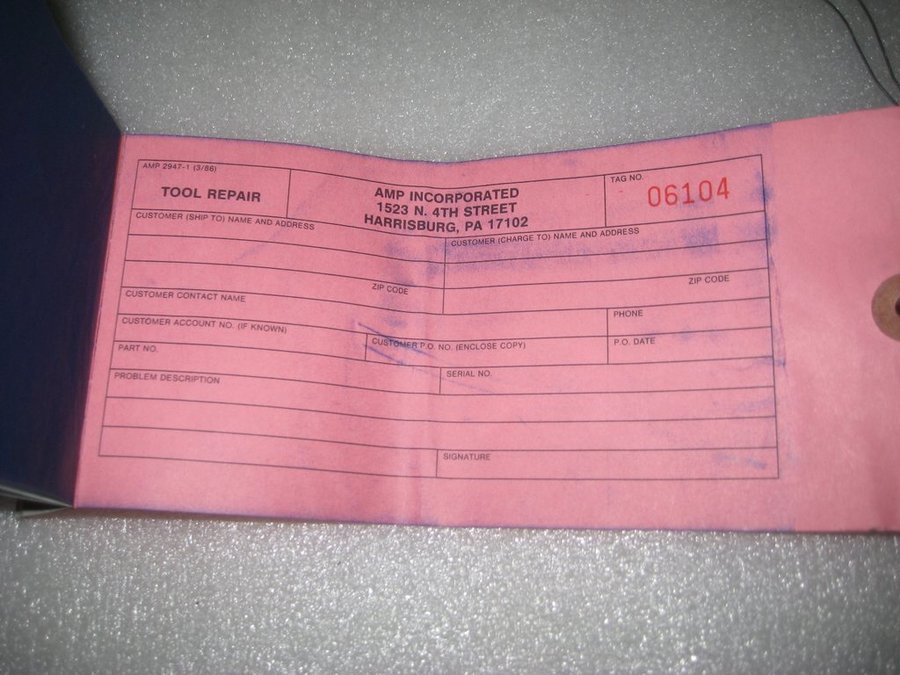 AMP 2947-1 (3/86)
TOOL REPAIR
AMP INCORPORATED
1523 N. 4TH STREET
HARRISBURG, PA 17102
TAG NO.
06104
CUSTOMER (SHIP TO) NAME AND ADDRESS
CUSTOMER (CHARGE TO) NAME AND ADDRESS
ZIP CODE
ZIP CODE
CUSTOMER CONTACT NAME
PHONE
CUSTOMER ACCOUNT NO. (IF KNOWN)
CUSTOMER P.O. NO. (ENCLOSE COPY)
P.O. DATE
PART NO.
SERIAL NO.
PROBLEM DESCRIPTION
SIGNATURE